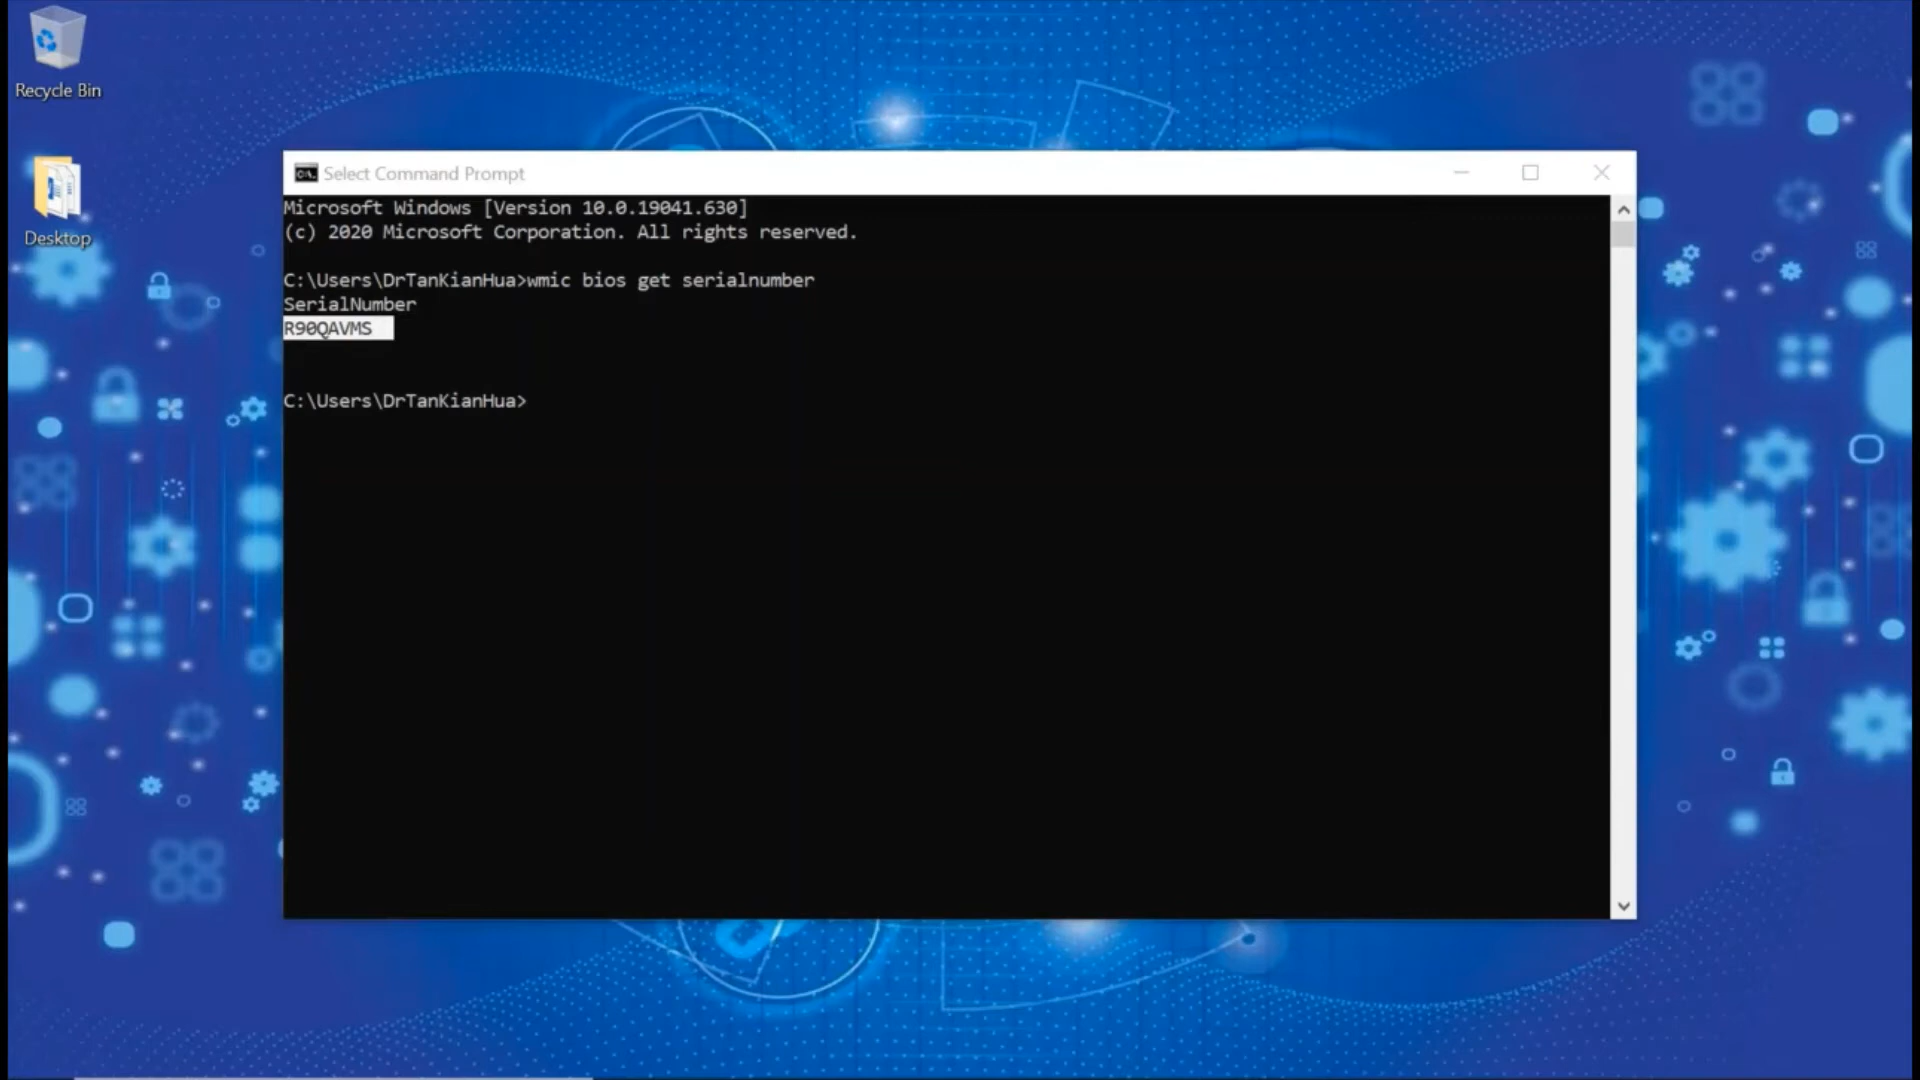 Recycle Bin
Desktop
Select Command Prompt
Microsoft Windows [Version 10.0.19041.630]
(c) 2020 Microsoft Corporation. All rights reserved.
C:\Users\DrTanKianHua>wmic bios get serialnumber
SerialNumber
R90QAVMS
C:\Users\DrTanKianHua>